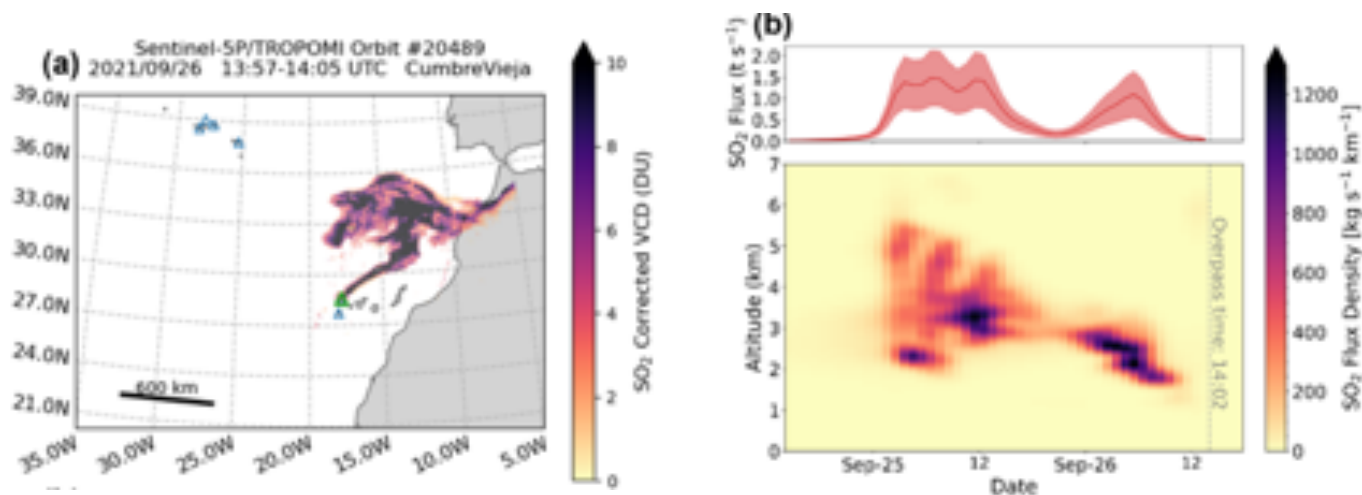 (a)
Sentinel-5P/TROPOMI Orbit #20489
2021/09/26 13:57-14:05 UTC CumbreVieja
39.0N
36.0N
33.0N
30.0N
27.0N
24.0N
21.0N
600 km
35.0W
30.0W
25.0W
20.0W
15.0W
10.0W
5.0W
10
8
6
4
2
0
SO₂ Corrected VCD (DU)
(b)
SO₂ Flux (t s⁻¹)
2.0
1.5
1.0
0.5
0.0
Altitude (km)
7
6
5
4
3
2
1
0
Overpass time: 14:02
Sep-25
12
Sep-26
12
Date
1200
1000
800
600
400
200
0
SO₂ Flux Density [kg s⁻¹ km⁻¹]